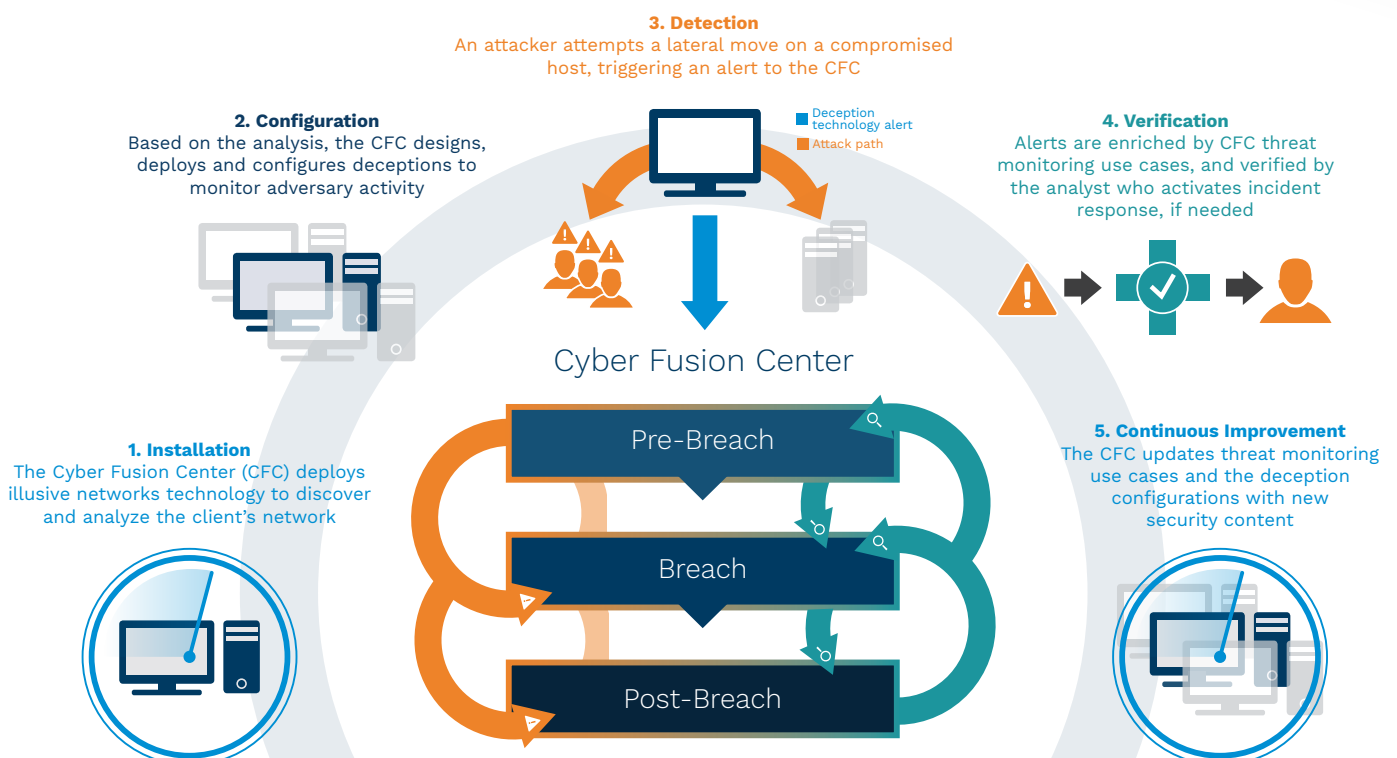 3. Detection
An attacker attempts a lateral move on a compromised
host, triggering an alert to the CFC
2. Configuration
Based on the analysis, the CFC designs,
deploys and configures deceptions to
monitor adversary activity
Deception
technology alert
Attack path
4. Verification
Alerts are enriched by CFC threat
monitoring use cases, and verified by
the analyst who activates incident
response, if needed
Cyber Fusion Center
1. Installation
The Cyber Fusion Center (CFC) deploys
illusive networks technology to discover
and analyze the client’s network
Pre-Breach
Breach
Post-Breach
5. Continuous Improvement
The CFC updates threat monitoring
use cases and the deception
configurations with new
security content